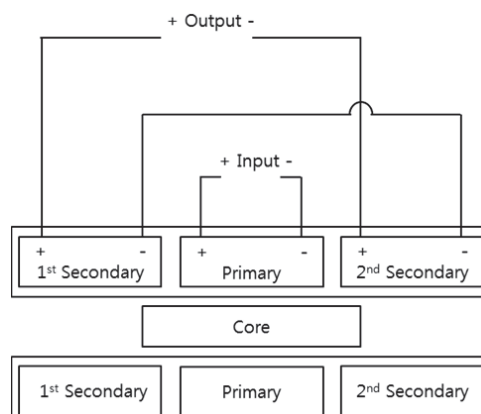 + Output -
+ Input -
+ - + - + -
1st Secondary Primary 2nd Secondary
Core
1st Secondary Primary 2nd Secondary